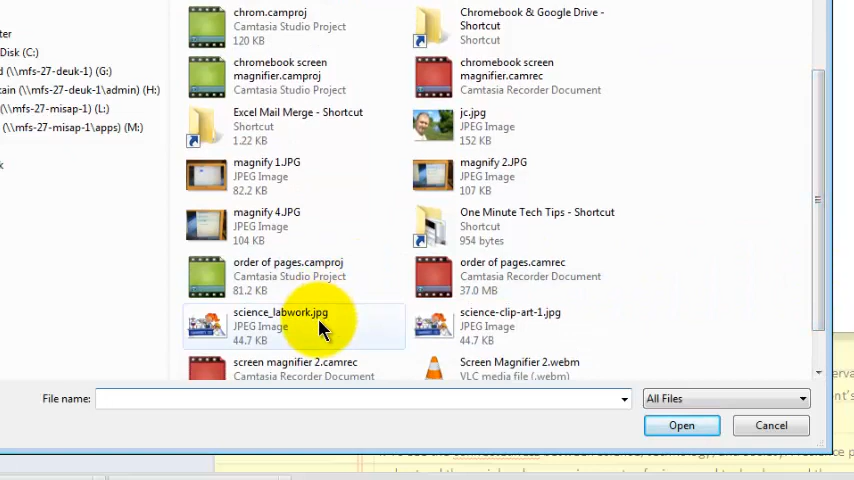 chrom.camproj
Camtasia Studio Project
120 KB
Chromebook & Google Drive -
Shortcut
Shortcut
ter
Disk (C:)
d (\\mfs-27-deuk-1) (G:)
tain (\\mfs-27-deuk-1\admin) (H:)
(\\mfs-27-misap-1) (L:)
(\\mfs-27-misap-1\apps) (M:)
k
chromebook screen
magnifier.camproj
Camtasia Studio Project
chromebook screen
magnifier.camrec
Camtasia Recorder Document
Excel Mail Merge - Shortcut
Shortcut
1.22 KB
jc.jpg
JPEG Image
152 KB
magnify 1.JPG
JPEG Image
82.2 KB
magnify 2.JPG
JPEG Image
107 KB
magnify 4.JPG
JPEG Image
104 KB
One Minute Tech Tips - Shortcut
Shortcut
954 bytes
order of pages.camproj
Camtasia Studio Project
81.2 KB
order of pages.camrec
Camtasia Recorder Document
37.0 MB
science_labwork.jpg
JPEG Image
44.7 KB
science-clip-art-1.jpg
JPEG Image
44.7 KB
screen magnifier 2.camrec
Camtasia Recorder Document
Screen Magnifier 2.webm
VLC media file (.webm)
File name:
All Files
Open
Cancel